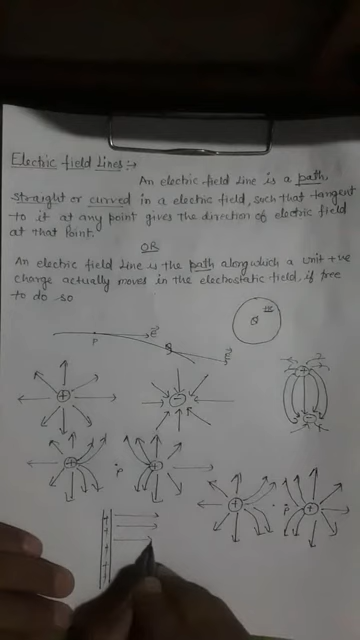 Electric field Lines :→
An electric field Line is a path,
straight or curved in a electric field, such that tangent
to it at any point gives the direction of electric field
at that Point.
OR
An electric field Line is the path along which a unit +ve
charge actually moves in the electrostatic field, if free
to do so
P
E
Q
E
+
-
+
-
+
P
+
+
P
+